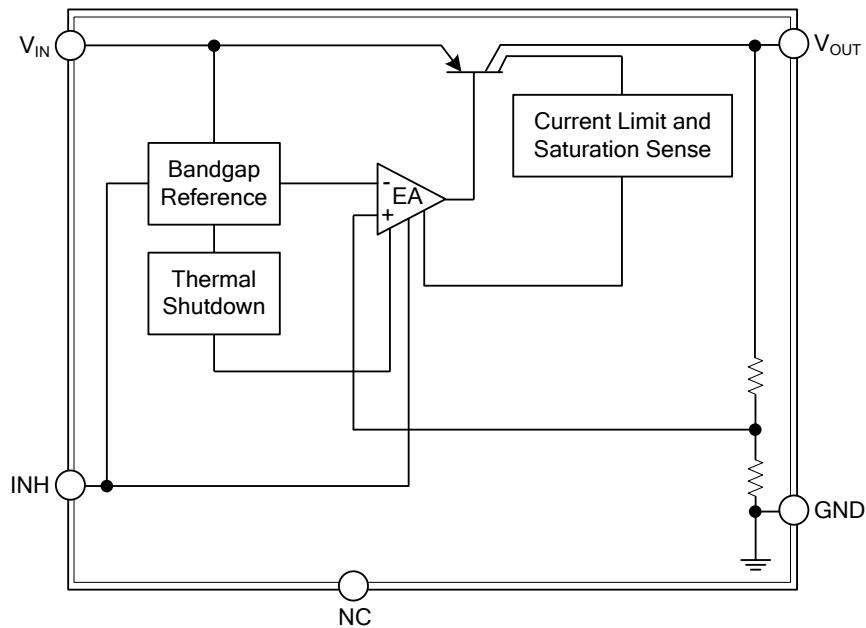 VIN
VOUT
Current Limit and
Saturation Sense
Bandgap
Reference
-
EA
+
Thermal
Shutdown
INH
GND
NC